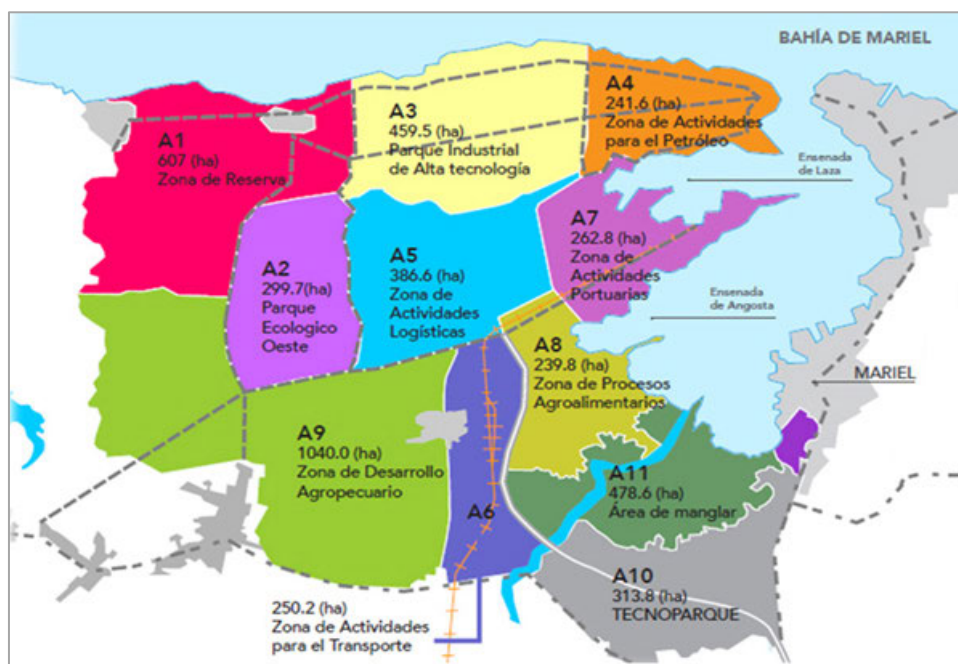 BAHÍA DE MARIEL
A1
607 (ha)
Zona de Reserva
A3
459.5 (ha)
Parque Industrial
de Alta tecnología
A4
241.6 (ha)
Zona de Actividades
para el Petróleo
Ensenada
de Laza
A2
299.7(ha)
Parque
Ecologico
Oeste
A5
386.6 (ha)
Zona de
Actividades
Logísticas
A7
262.8 (ha)
Zona de
Actividades
Portuarias
Ensenada
de Angosta
A8
239.8 (ha)
Zona de Procesos
Agroalimentarios
MARIEL
A9
1040.0 (ha)
Zona de Desarrollo
Agropecuario
A6
A11
478.6 (ha)
Área de manglar
A10
313.8 (ha)
TECNOPARQUE
250.2 (ha)
Zona de Actividades
para el Transporte